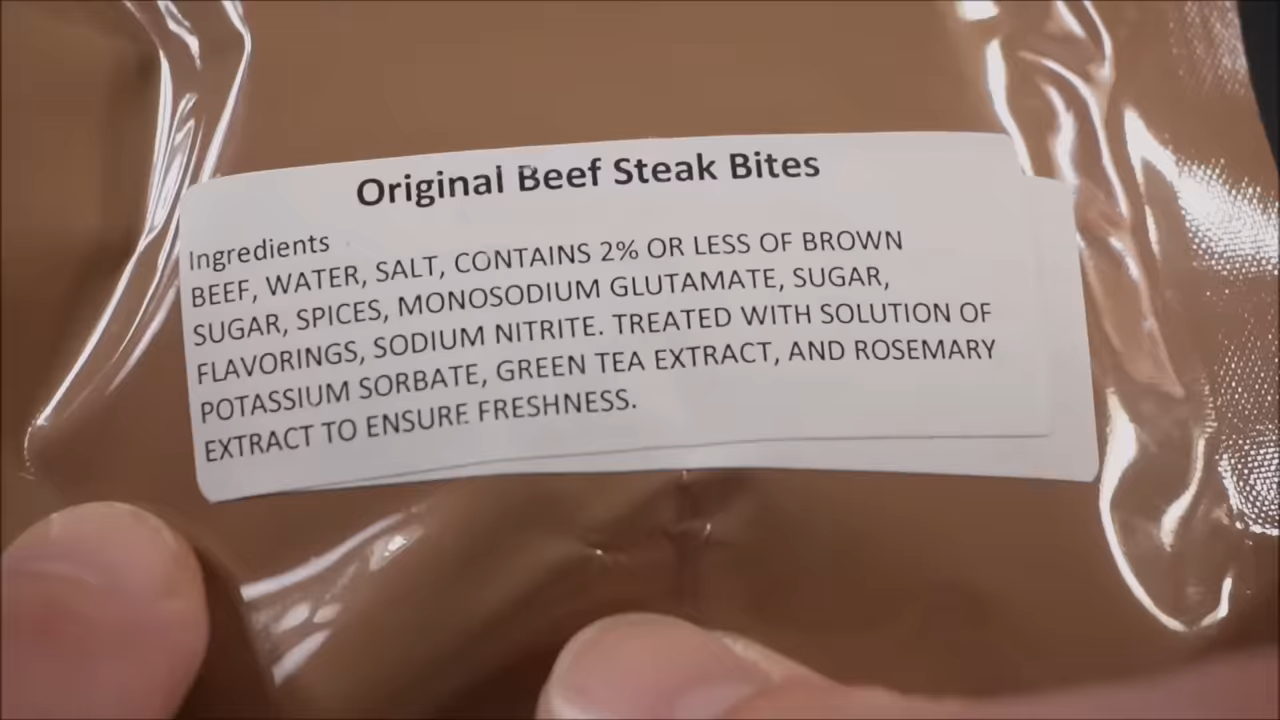 Original Beef Steak Bites
Ingredients
BEEF, WATER, SALT, CONTAINS 2% OR LESS OF BROWN
SUGAR, SPICES, MONOSODIUM GLUTAMATE, SUGAR,
FLAVORINGS, SODIUM NITRITE. TREATED WITH SOLUTION OF
POTASSIUM SORBATE, GREEN TEA EXTRACT, AND ROSEMARY
EXTRACT TO ENSURE FRESHNESS.